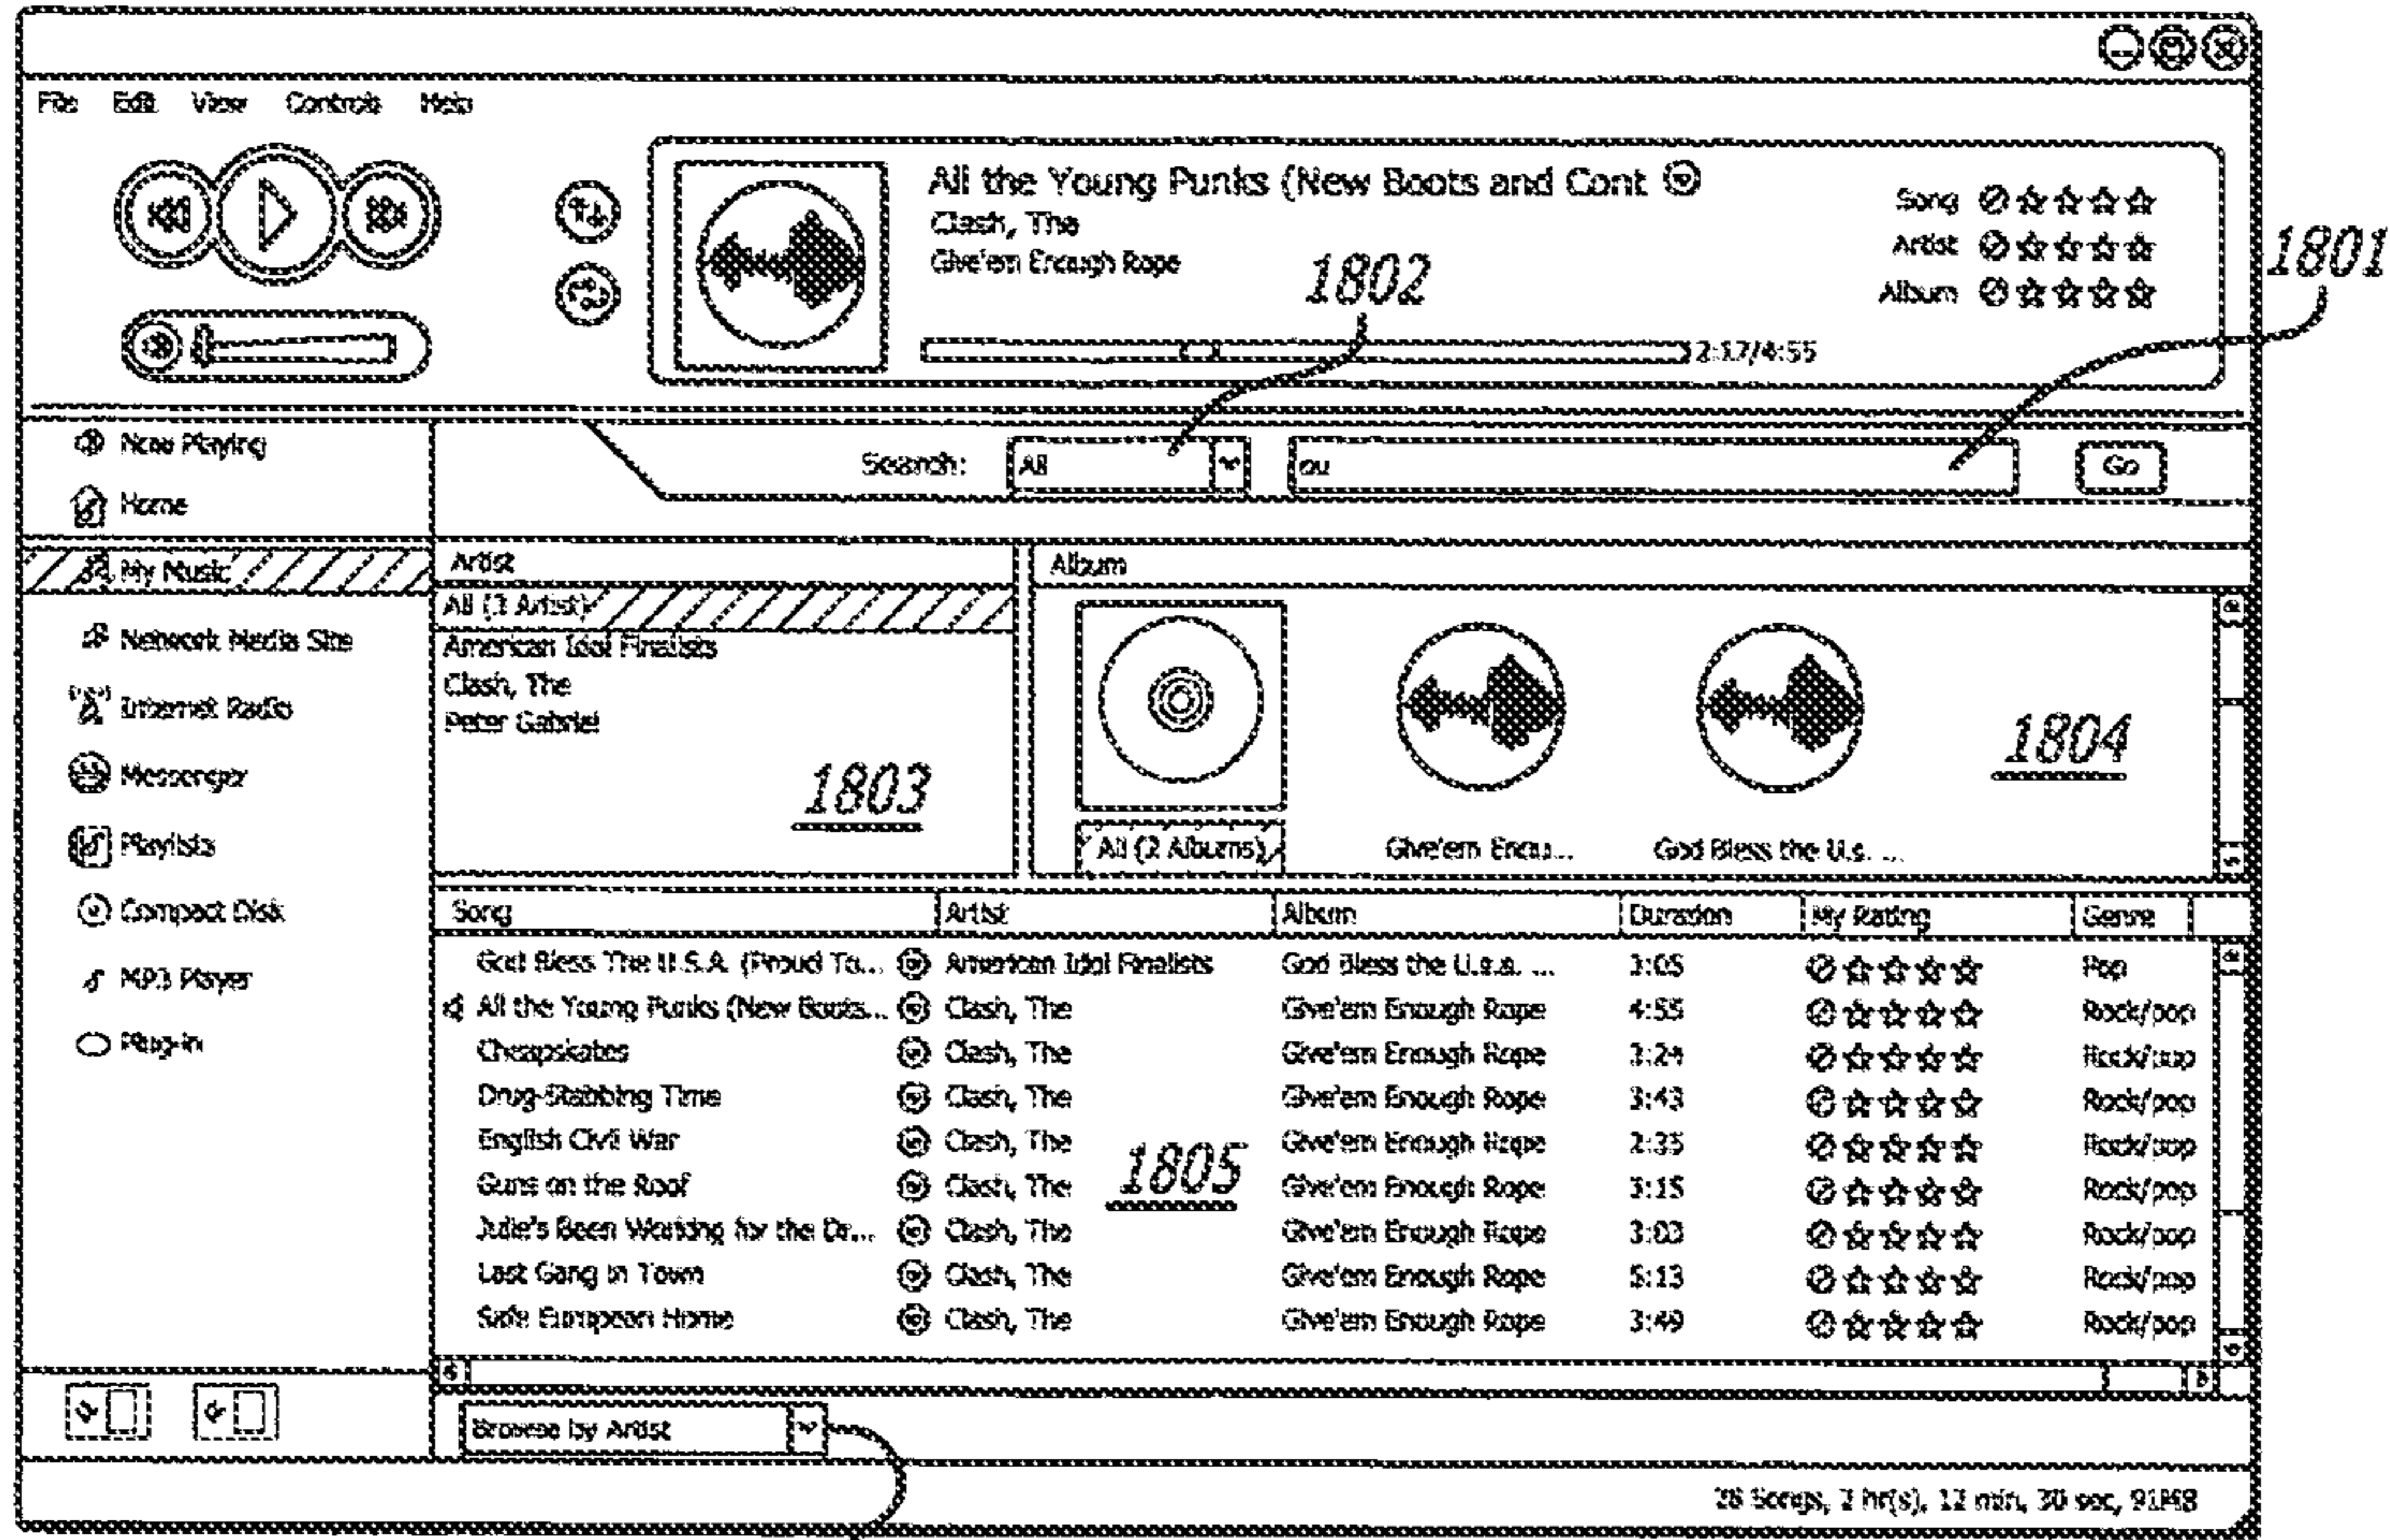 File Edit View Controls Help
All the Young Punks (New Boots and Cont
Clash, The
Give'em Enough Rope
Song
Artist
Album
1801
1802
2:17/4:55
Now Playing
Home
Search: All ou Go
My Music
Network Media Site
Internet Radio
Messenger
Playlists
Compact Disk
MP3 Player
Plug-in
Artist
All (3 Artist)
American Idol Finalists
Clash, The
Peter Gabriel
1803
Album
1804
All (2 Albums) Give'em Enou... God Bless the U.s. ...
Song Artist Album Duration My Rating Genre
God Bless The U.S.A. (Proud To... American Idol Finalists God Bless the U.s.a. ... 3:05 Pop
All the Young Punks (New Boots... Clash, The Give'em Enough Rope 4:55 Rock/pop
Cheapskates Clash, The Give'em Enough Rope 3:24 Rock/pop
Drug-Stabbing Time Clash, The Give'em Enough Rope 3:43 Rock/pop
English Civil War Clash, The Give'em Enough Rope 2:35 Rock/pop
Guns on the Roof Clash, The Give'em Enough Rope 3:15 Rock/pop
Julie's Been Working for the Dr... Clash, The Give'em Enough Rope 3:03 Rock/pop
Last Gang in Town Clash, The Give'em Enough Rope 5:13 Rock/pop
Safe European Home Clash, The Give'em Enough Rope 3:49 Rock/pop
1805
Browse by Artist
28 Songs, 2 hr(s), 12 min, 30 sec, 91MB